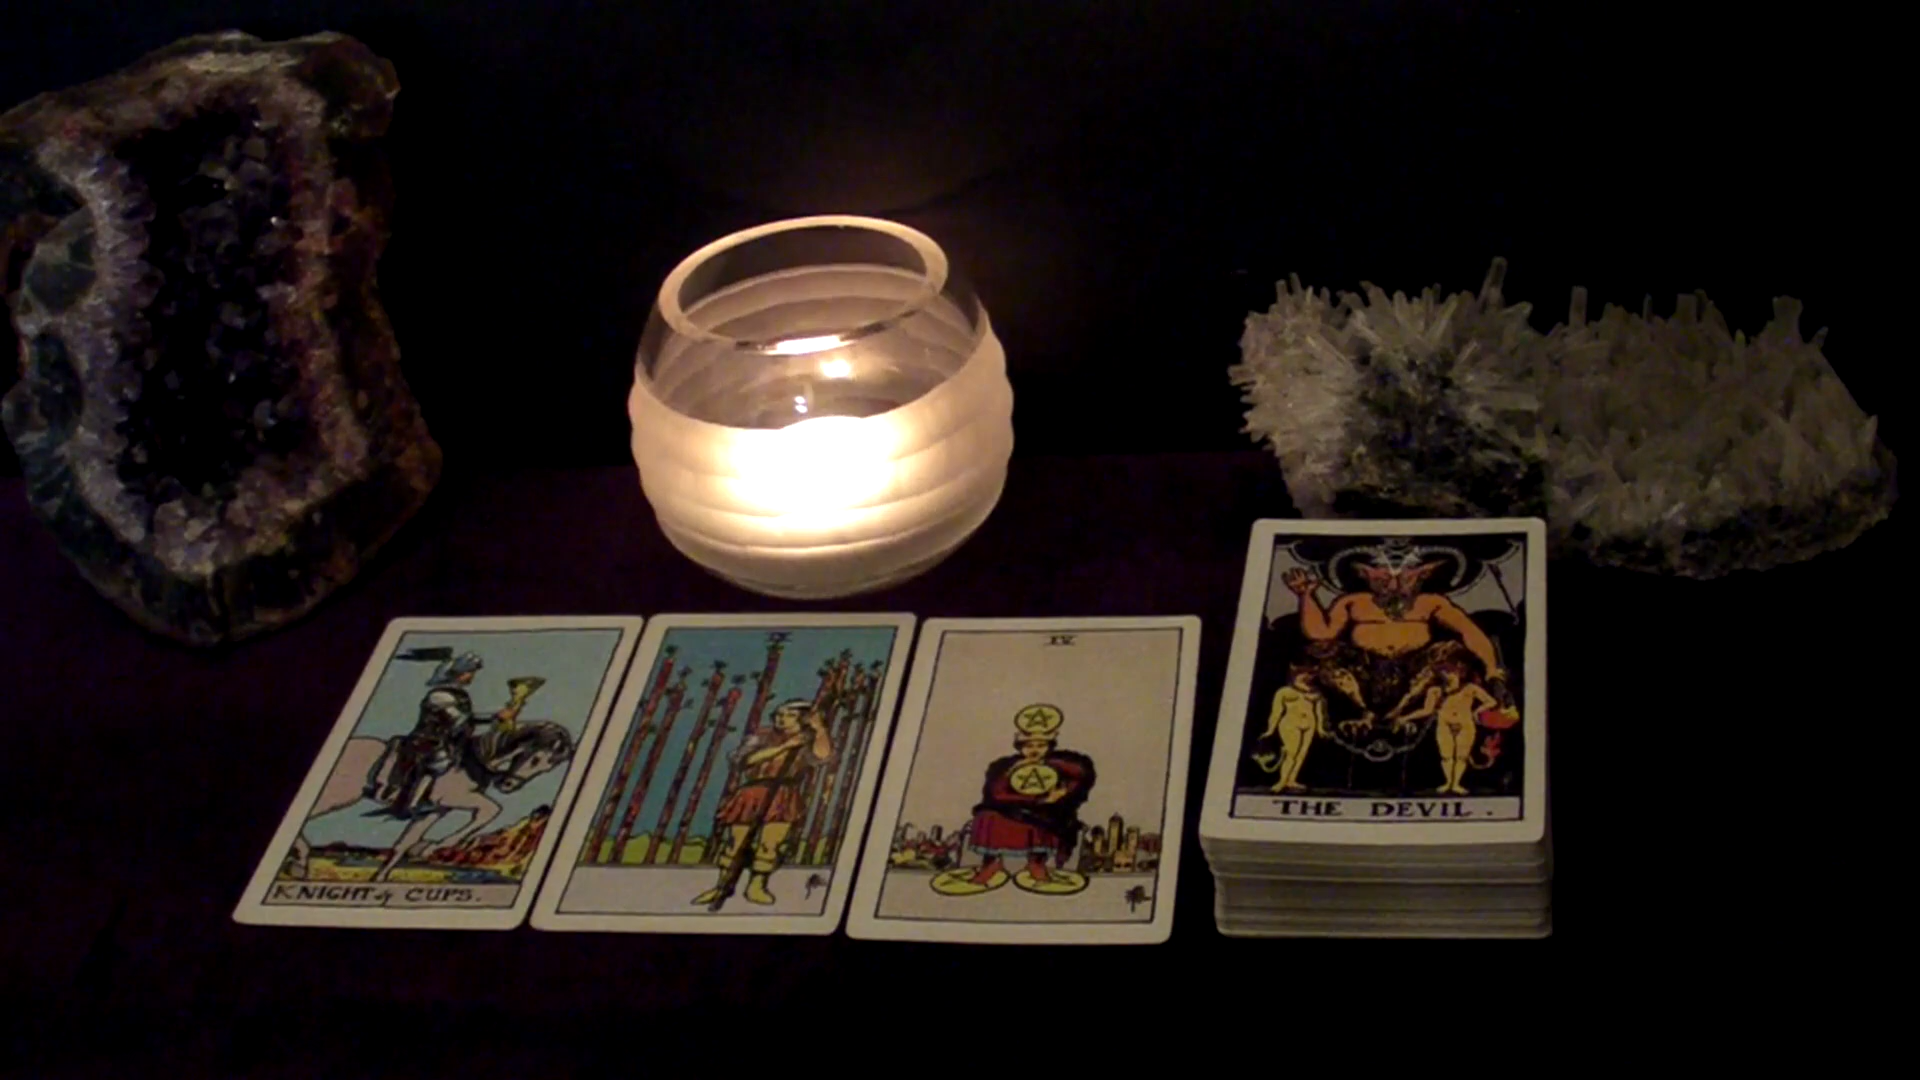 KNIGHT of CUPS.
IX
IV
THE DEVIL.